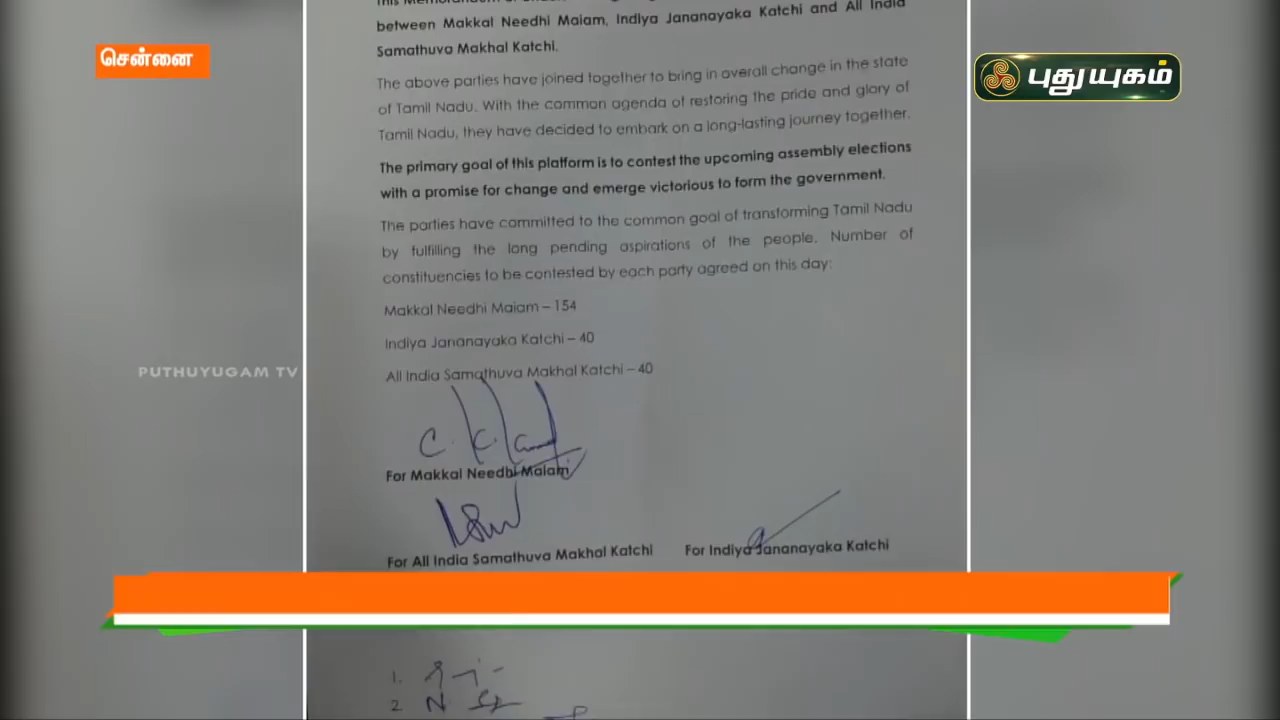 between Makkal Needhi Maiam, Indiya Jananayaka Katchi and All India
Samathuva Makhal Katchi.
சென்னை
புதுயுகம்
The above parties have joined together to bring in overall change in the state
of Tamil Nadu. With the common agenda of restoring the pride and glory of
Tamil Nadu, they have decided to embark on a long-lasting journey together.
The primary goal of this platform is to contest the upcoming assembly elections
with a promise for change and emerge victorious to form the government.
The parties have committed to the common goal of transforming Tamil Nadu
by fulfilling the long pending aspirations of the people. Number of
constituencies to be contested by each party agreed on this day:
Makkal Needhi Maiam – 154
Indiya Jananayaka Katchi – 40
PUTHUYUGAM TV
All India Samathuva Makhal Katchi – 40
For Makkal Needhi Maiam
For All India Samathuva Makhal Katchi For Indiya Jananayaka Katchi
1.
2